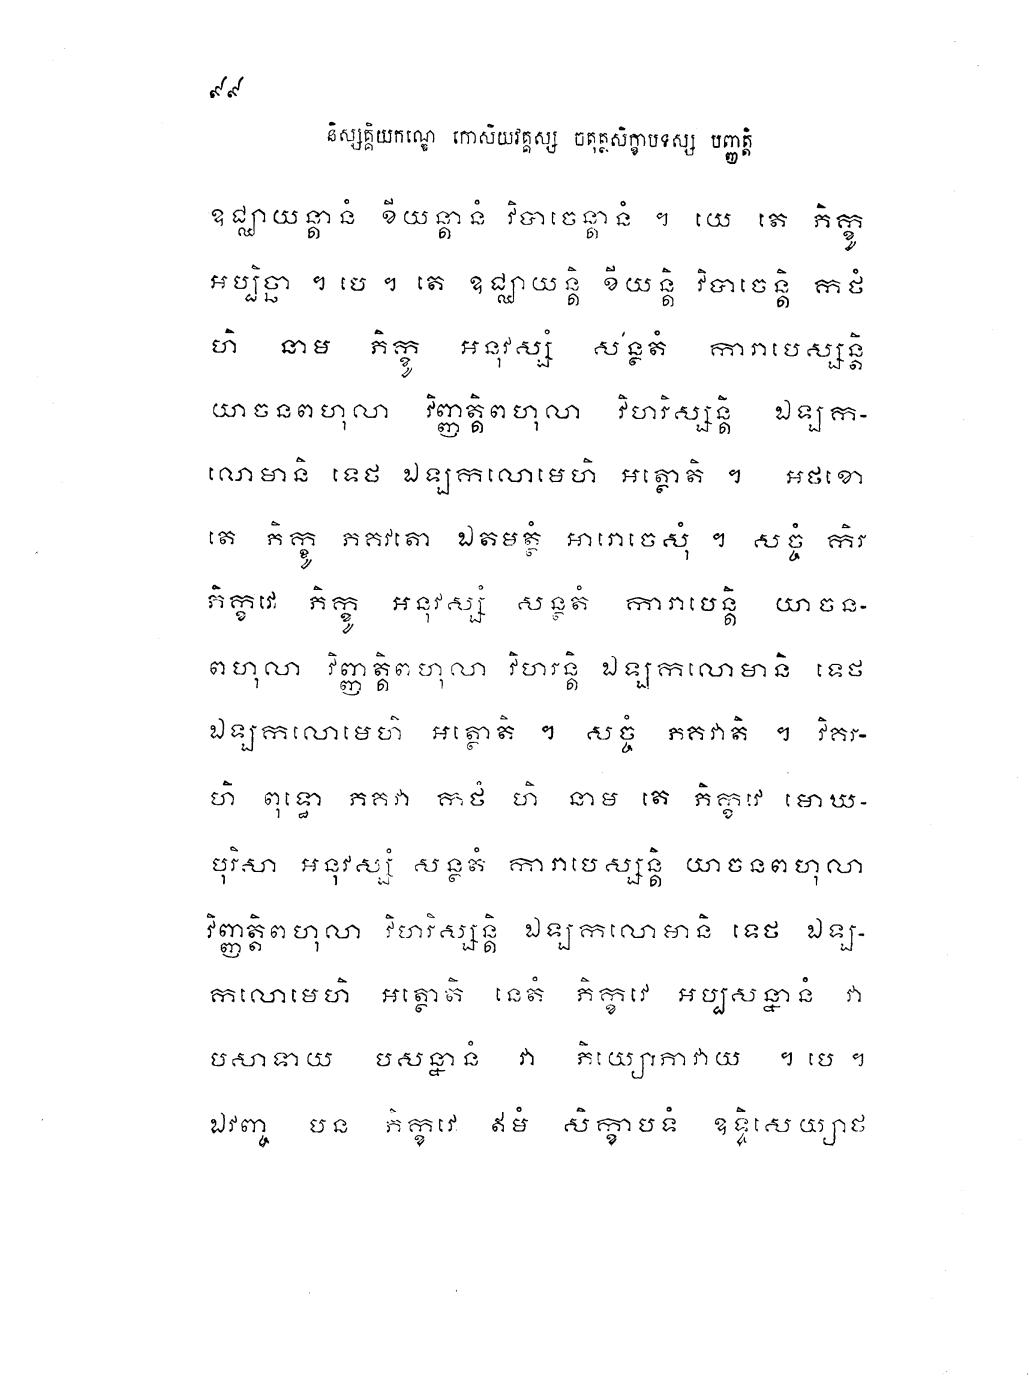 ៩៩
និស្សគ្គិយកណ្ឌេ កោសិយវគ្គស្ស ចតុត្ថសិក្ខាបទស្ស បញ្ញត្តិ
ឧជ្ឈាយន្តានំ ខីយន្តានំ វិបាចេន្តានំ ។ យេ តេ ភិក្ខូ
អប្បិច្ឆា ។ បេ ។ តេ ឧជ្ឈាយន្តិ ខីយន្តិ វិបាចេន្តិ កថំ
ហិ នាម ភិក្ខូ អនុវស្សំ សន្ថតំ ការាបេស្សន្តិ
យាចនពហុលា វិញ្ញត្តិពហុលា វិហរិស្សន្តិ ឯឡក-
លោមានិ ទេថ ឯឡកលោមេហិ អត្ថោតិ ។ អថខោ
តេ ភិក្ខូ ភគវតោ ឯតមត្ថំ អារោចេសុំ ។ សច្ចំ កិរ
ភិក្ខវេ ភិក្ខូ អនុវស្សំ សន្ថតំ ការាបេន្តិ យាចន-
ពហុលា វិញ្ញត្តិពហុលា វិហរន្តិ ឯឡកលោមានិ ទេថ
ឯឡកលោមេហិ អត្ថោតិ ។ សច្ចំ ភគវាតិ ។ វិគរ-
ហិ ពុទ្ធោ ភគវា កថំ ហិ នាម តេ ភិក្ខវេ មោឃ-
បុរិសា អនុវស្សំ សន្ថតំ ការាបេស្សន្តិ យាចនពហុលា
វិញ្ញត្តិពហុលា វិហរិស្សន្តិ ឯឡកលោមានិ ទេថ ឯឡ-
កលោមេហិ អត្ថោតិ នេតំ ភិក្ខវេ អប្បសន្នានំ វា
បសាទាយ បសន្នានំ វា ភិយ្យោភាវាយ ។ បេ ។
ឯវញ្ច បន ភិក្ខវេ ឥមំ សិក្ខាបទំ ឧទ្ទិសេយ្យាថ